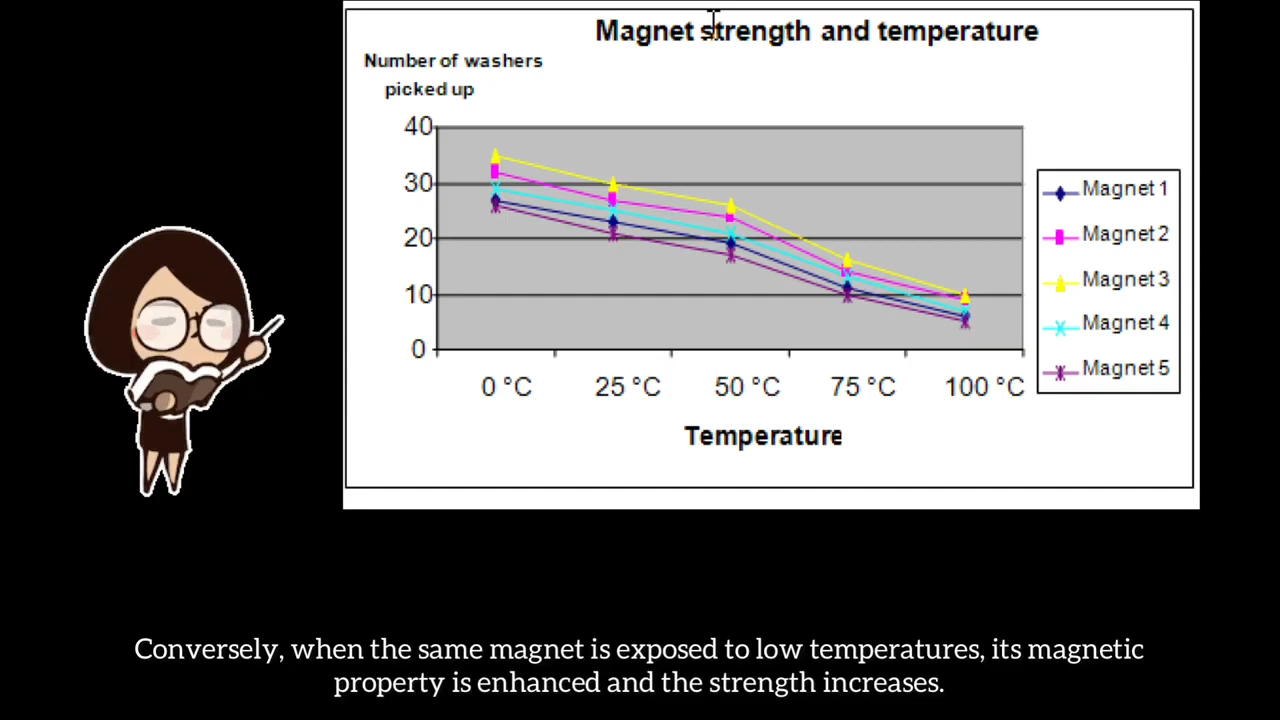 Magnet strength and temperature
Number of washers
picked up
40
30
20
10
0
0 °C 25 °C 50 °C 75 °C 100 °C
Temperature
Magnet 1
Magnet 2
Magnet 3
Magnet 4
Magnet 5
Conversely, when the same magnet is exposed to low temperatures, its magnetic
property is enhanced and the strength increases.